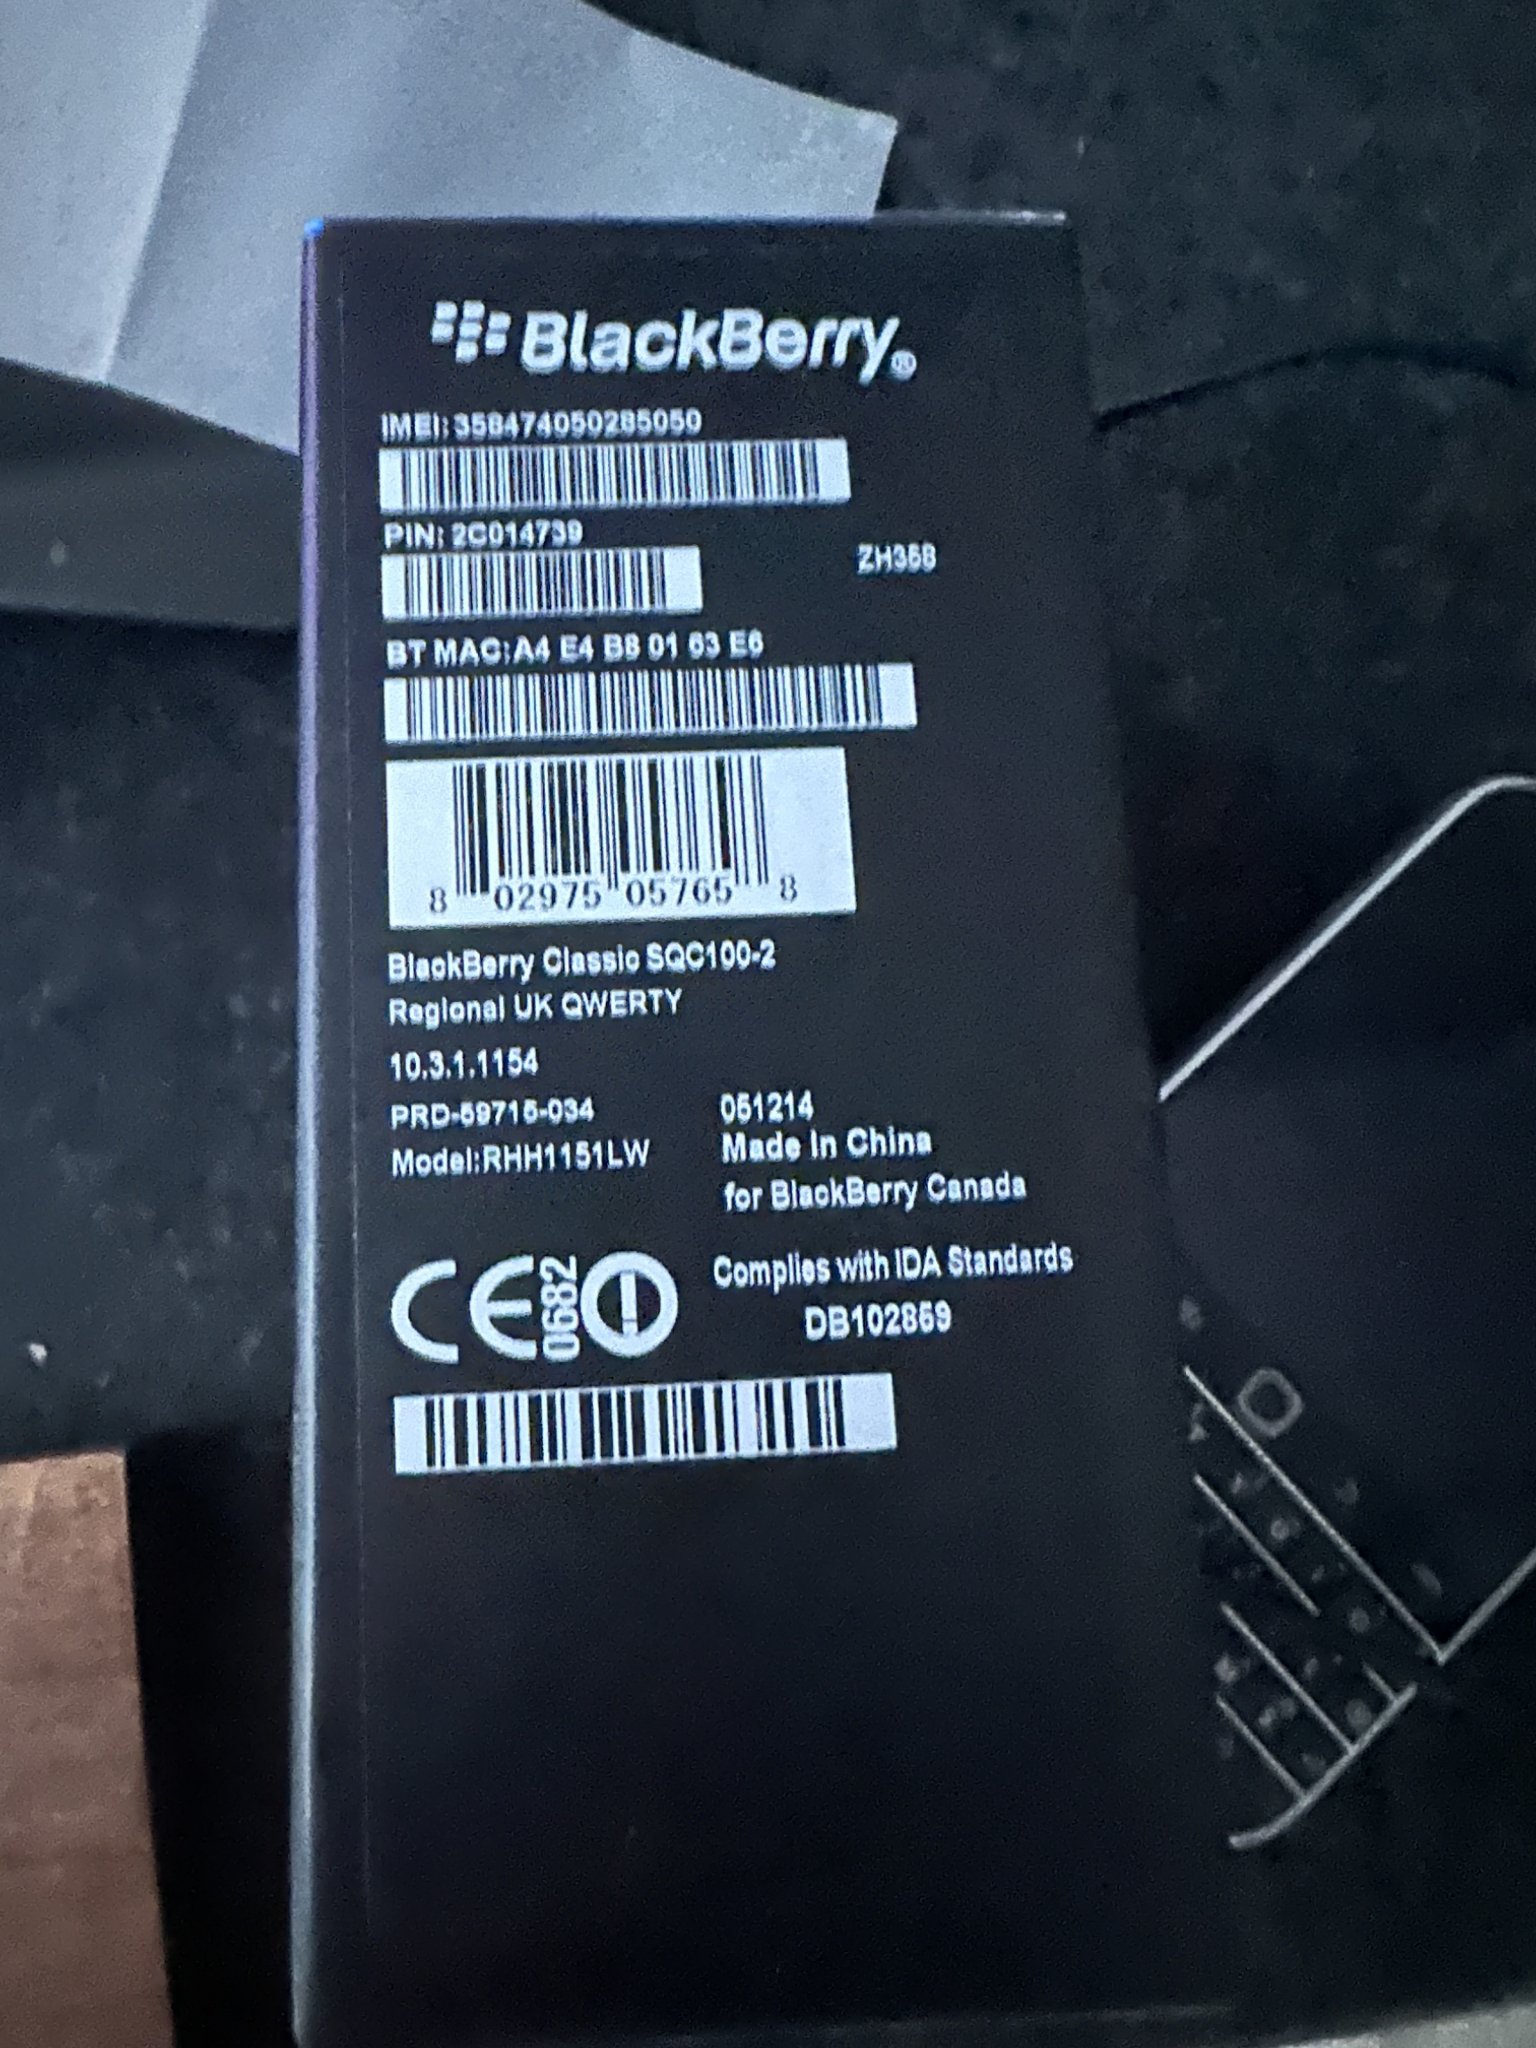 BlackBerry®
IMEI: 358474050285050
PIN: 2C014739
ZH358
BT MAC: A4 E4 B8 01 63 E6
8 02975 05765 8
BlackBerry Classic SQC100-2
Regional UK QWERTY
10.3.1.1154
PRD-59715-034
051214
Model:RHH1151LW
Made In China
for BlackBerry Canada
CE0682
Complies with IDA Standards
DB102869